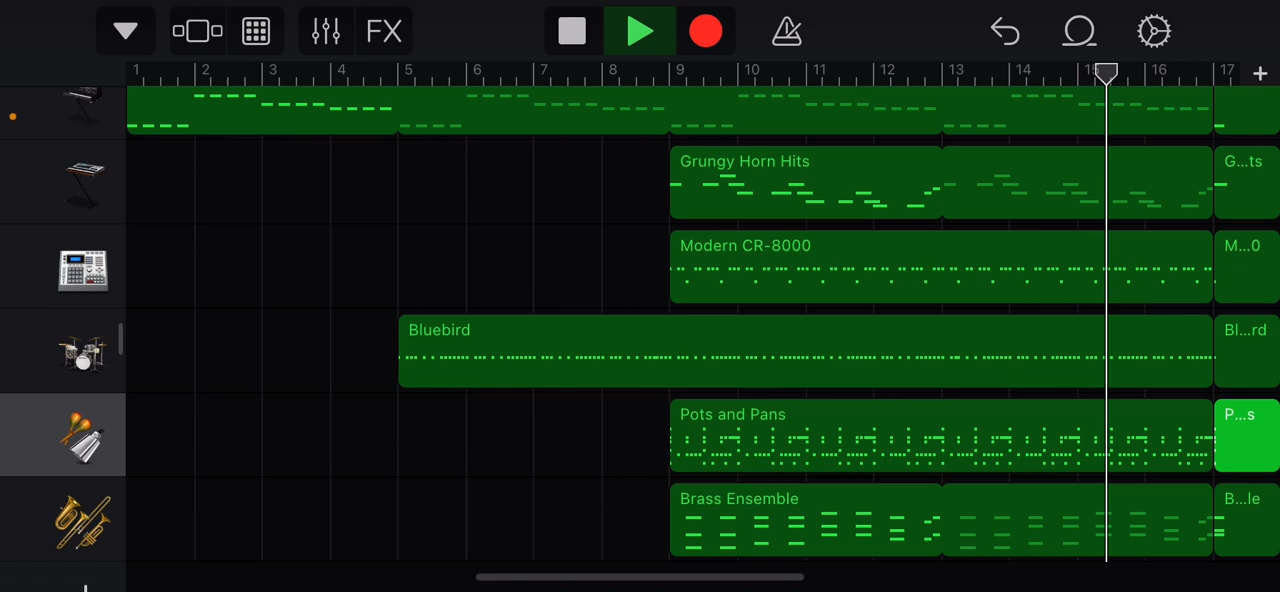 FX
1 2 3 4 5 6 7 8 9 10 11 12 13 14 15 16 17 +
Grungy Horn Hits G...ts
Modern CR-8000 M...0
Bluebird Bl...rd
Pots and Pans P...s
Brass Ensemble B...le